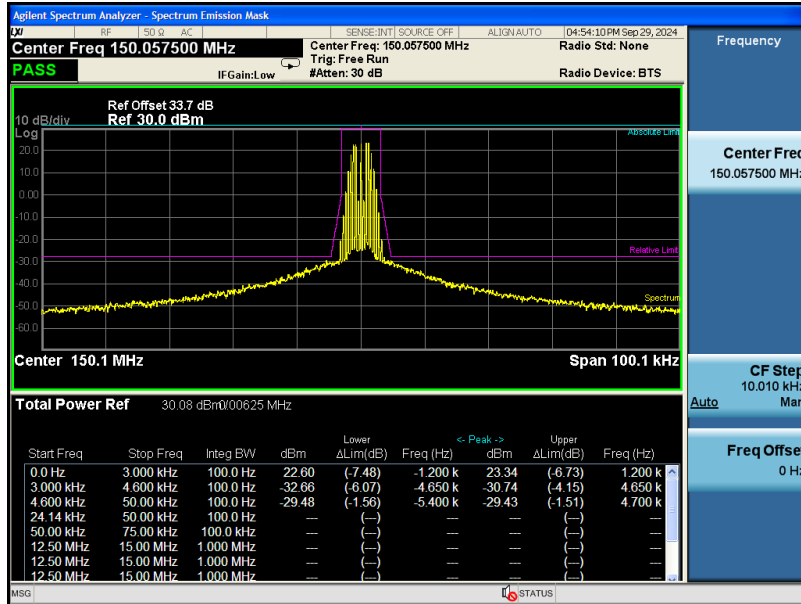 Agilent Spectrum Analyzer - Spectrum Emission Mask
LXI RF 50 Ω AC SENSE:INT SOURCE OFF ALIGN AUTO 04:54:10 PM Sep 29, 2024
Center Freq 150.057500 MHz
Center Freq: 150.057500 MHz
Radio Std: None
Trig: Free Run
PASS
IFGain:Low
#Atten: 30 dB
Radio Device: BTS
Ref Offset 33.7 dB
10 dB/div Ref 30.0 dBm
Log
Absolute Limit
20.0
10.0
0.00
-10.0
-20.0
Relative Limit
-30.0
-40.0
Spectrum
-50.0
-60.0
Center 150.1 MHz
Span 100.1 kHz
Total Power Ref 30.08 dBm/0.00625 MHz
Lower <- Peak -> Upper
Start Freq Stop Freq Integ BW dBm ΔLim(dB) Freq (Hz) dBm ΔLim(dB) Freq (Hz)
0.0 Hz 3.000 kHz 100.0 Hz 22.60 (-7.48) -1.200 k 23.34 (-6.73) 1.200 k
3.000 kHz 4.600 kHz 100.0 Hz -32.66 (-6.07) -4.650 k -30.74 (-4.15) 4.650 k
4.600 kHz 50.00 kHz 100.0 Hz -29.48 (-1.56) -5.400 k -29.43 (-1.51) 4.700 k
24.14 kHz 50.00 kHz 100.0 Hz --- (---) --- --- (---) ---
50.00 kHz 75.00 kHz 100.0 kHz --- (---) --- --- (---) ---
12.50 MHz 15.00 MHz 1.000 MHz --- (---) --- --- (---) ---
12.50 MHz 15.00 MHz 1.000 MHz --- (---) --- --- (---) ---
12.50 MHz 15.00 MHz 1.000 MHz --- (---) --- --- (---) ---
MSG
STATUS
Frequency
Center Freq
150.057500 MHz
CF Step
10.010 kHz
Auto Man
Freq Offset
0 Hz